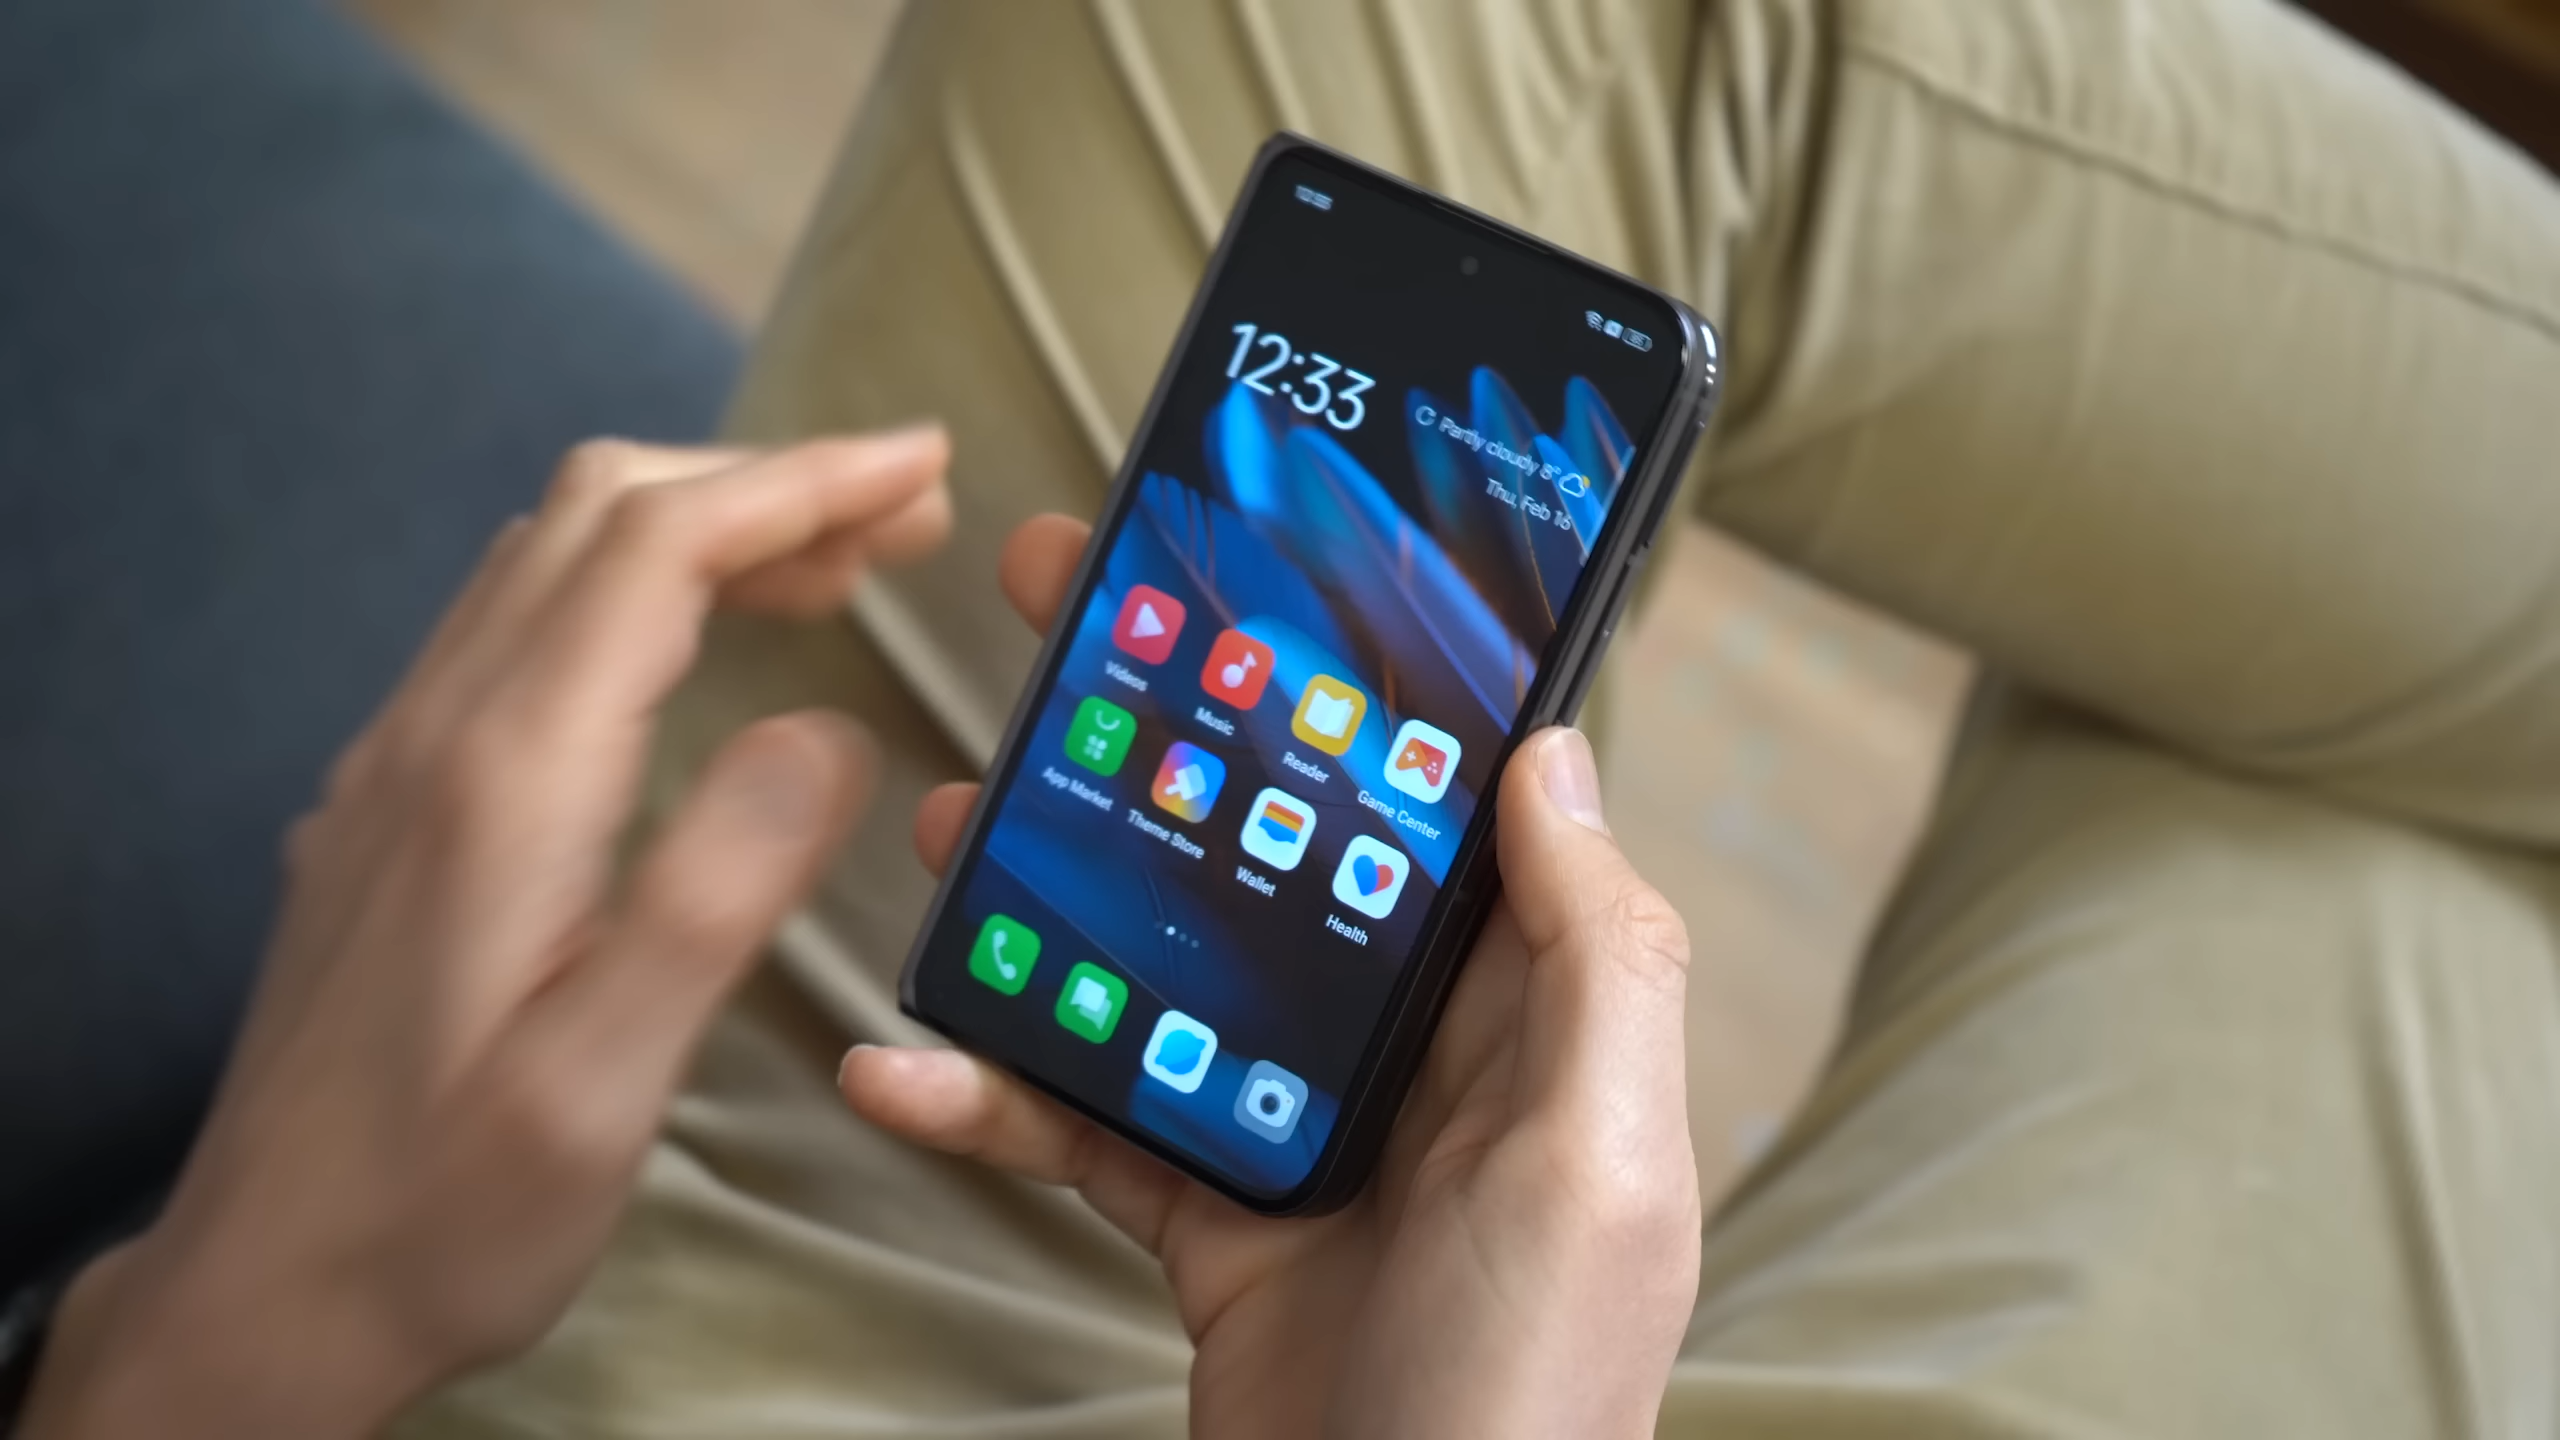 12:33
Partly cloudy 8°
Thu, Feb 16
Videos
Music
Reader
Game Center
App Market
Theme Store
Wallet
Health